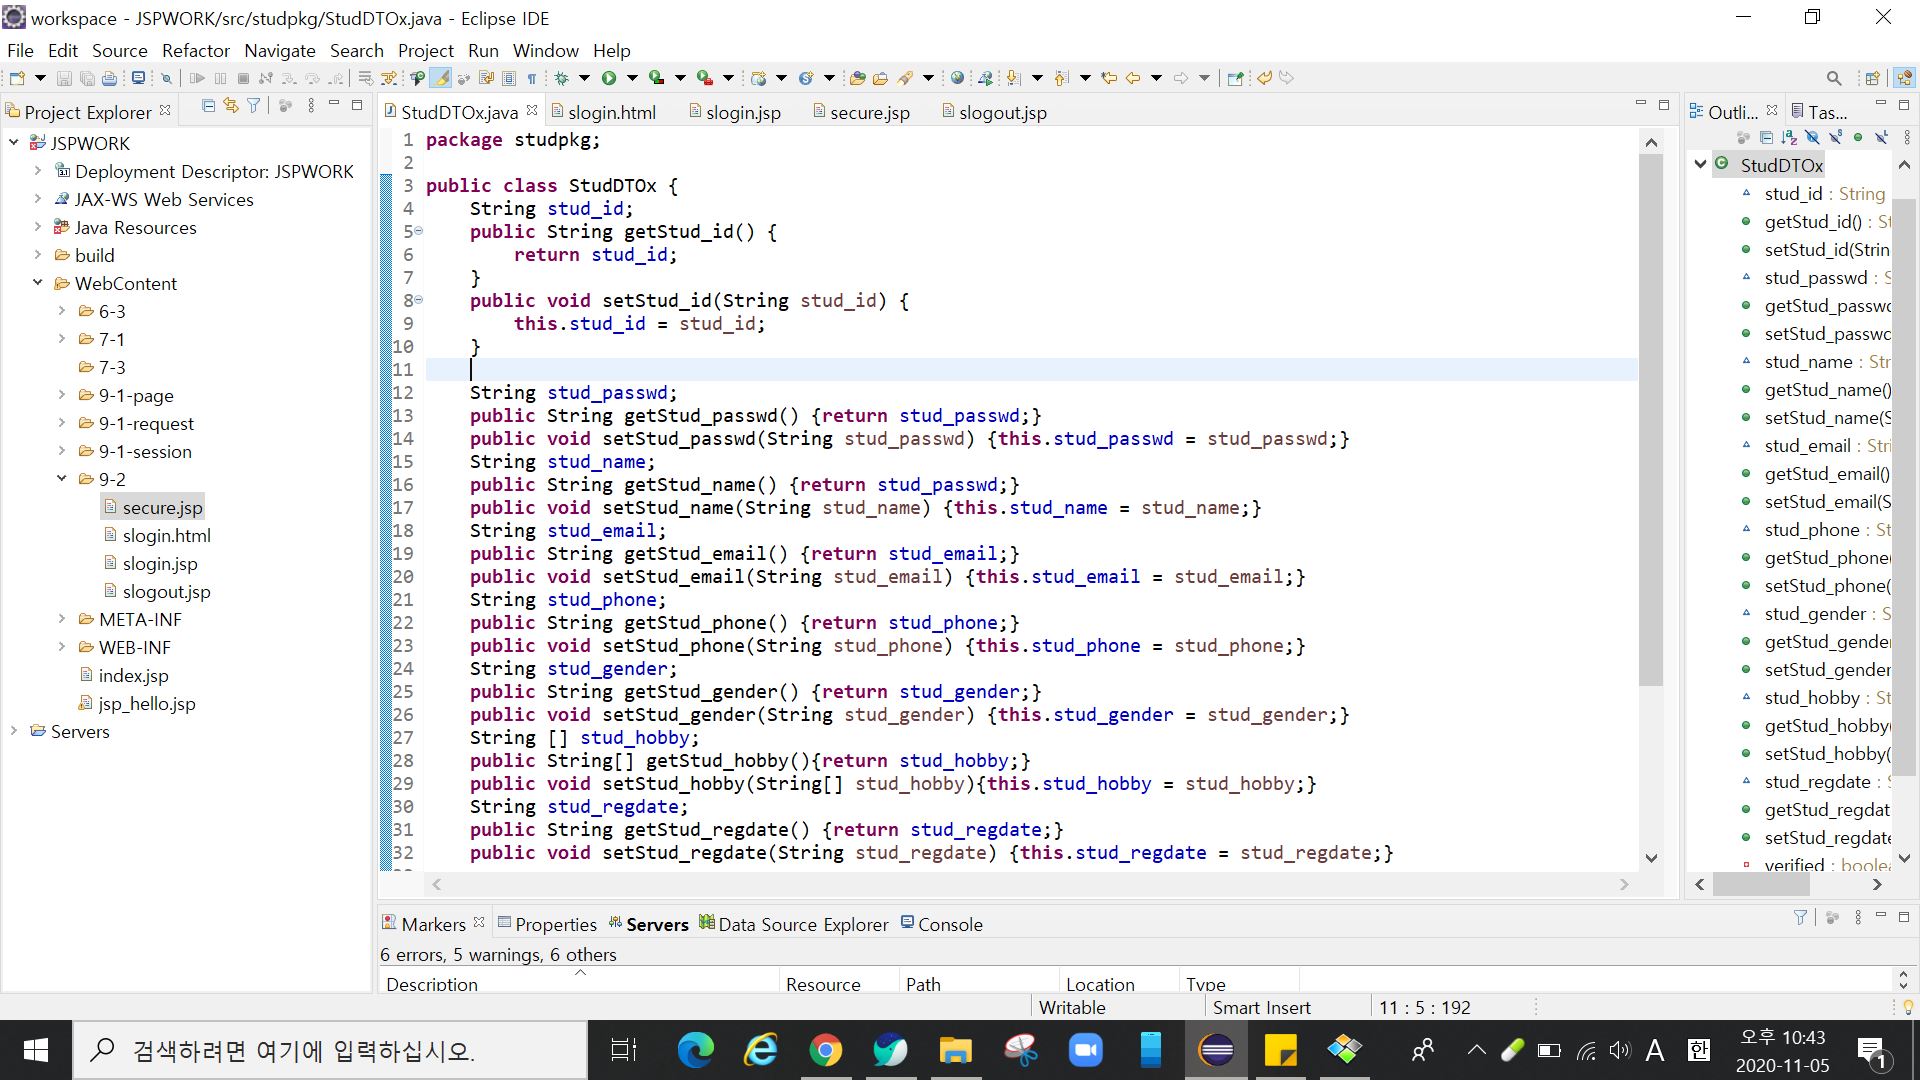 workspace - JSPWORK/src/studpkg/StudDTOx.java - Eclipse IDE
File Edit Source Refactor Navigate Search Project Run Window Help
Project Explorer
JSPWORK
Deployment Descriptor: JSPWORK
JAX-WS Web Services
Java Resources
build
WebContent
6-3
7-1
7-3
9-1-page
9-1-request
9-1-session
9-2
secure.jsp
slogin.html
slogin.jsp
slogout.jsp
META-INF
WEB-INF
index.jsp
jsp_hello.jsp
Servers
StudDTOx.java slogin.html slogin.jsp secure.jsp slogout.jsp
1 package studpkg;
2
3 public class StudDTOx {
4 String stud_id;
5 public String getStud_id() {
6 return stud_id;
7 }
8 public void setStud_id(String stud_id) {
9 this.stud_id = stud_id;
10 }
11
12 String stud_passwd;
13 public String getStud_passwd() {return stud_passwd;}
14 public void setStud_passwd(String stud_passwd) {this.stud_passwd = stud_passwd;}
15 String stud_name;
16 public String getStud_name() {return stud_passwd;}
17 public void setStud_name(String stud_name) {this.stud_name = stud_name;}
18 String stud_email;
19 public String getStud_email() {return stud_email;}
20 public void setStud_email(String stud_email) {this.stud_email = stud_email;}
21 String stud_phone;
22 public String getStud_phone() {return stud_phone;}
23 public void setStud_phone(String stud_phone) {this.stud_phone = stud_phone;}
24 String stud_gender;
25 public String getStud_gender() {return stud_gender;}
26 public void setStud_gender(String stud_gender) {this.stud_gender = stud_gender;}
27 String [] stud_hobby;
28 public String[] getStud_hobby(){return stud_hobby;}
29 public void setStud_hobby(String[] stud_hobby){this.stud_hobby = stud_hobby;}
30 String stud_regdate;
31 public String getStud_regdate() {return stud_regdate;}
32 public void setStud_regdate(String stud_regdate) {this.stud_regdate = stud_regdate;}
Outli... Tas...
StudDTOx
stud_id : String
getStud_id() : St
setStud_id(Strin
stud_passwd : S
getStud_passwd
setStud_passwd
stud_name : Str
getStud_name()
setStud_name(S
stud_email : Stri
getStud_email()
setStud_email(S
stud_phone : St
getStud_phone(
setStud_phone(
stud_gender : S
getStud_gender
setStud_gender
stud_hobby : St
getStud_hobby(
setStud_hobby(
stud_regdate : S
getStud_regdat
setStud_regdate
verified : boolea
Markers Properties Servers Data Source Explorer Console
6 errors, 5 warnings, 6 others
Description Resource Path Location Type
Writable Smart Insert 11 : 5 : 192
검색하려면 여기에 입력하십시오.
A 한 오후 10:43
2020-11-05
1